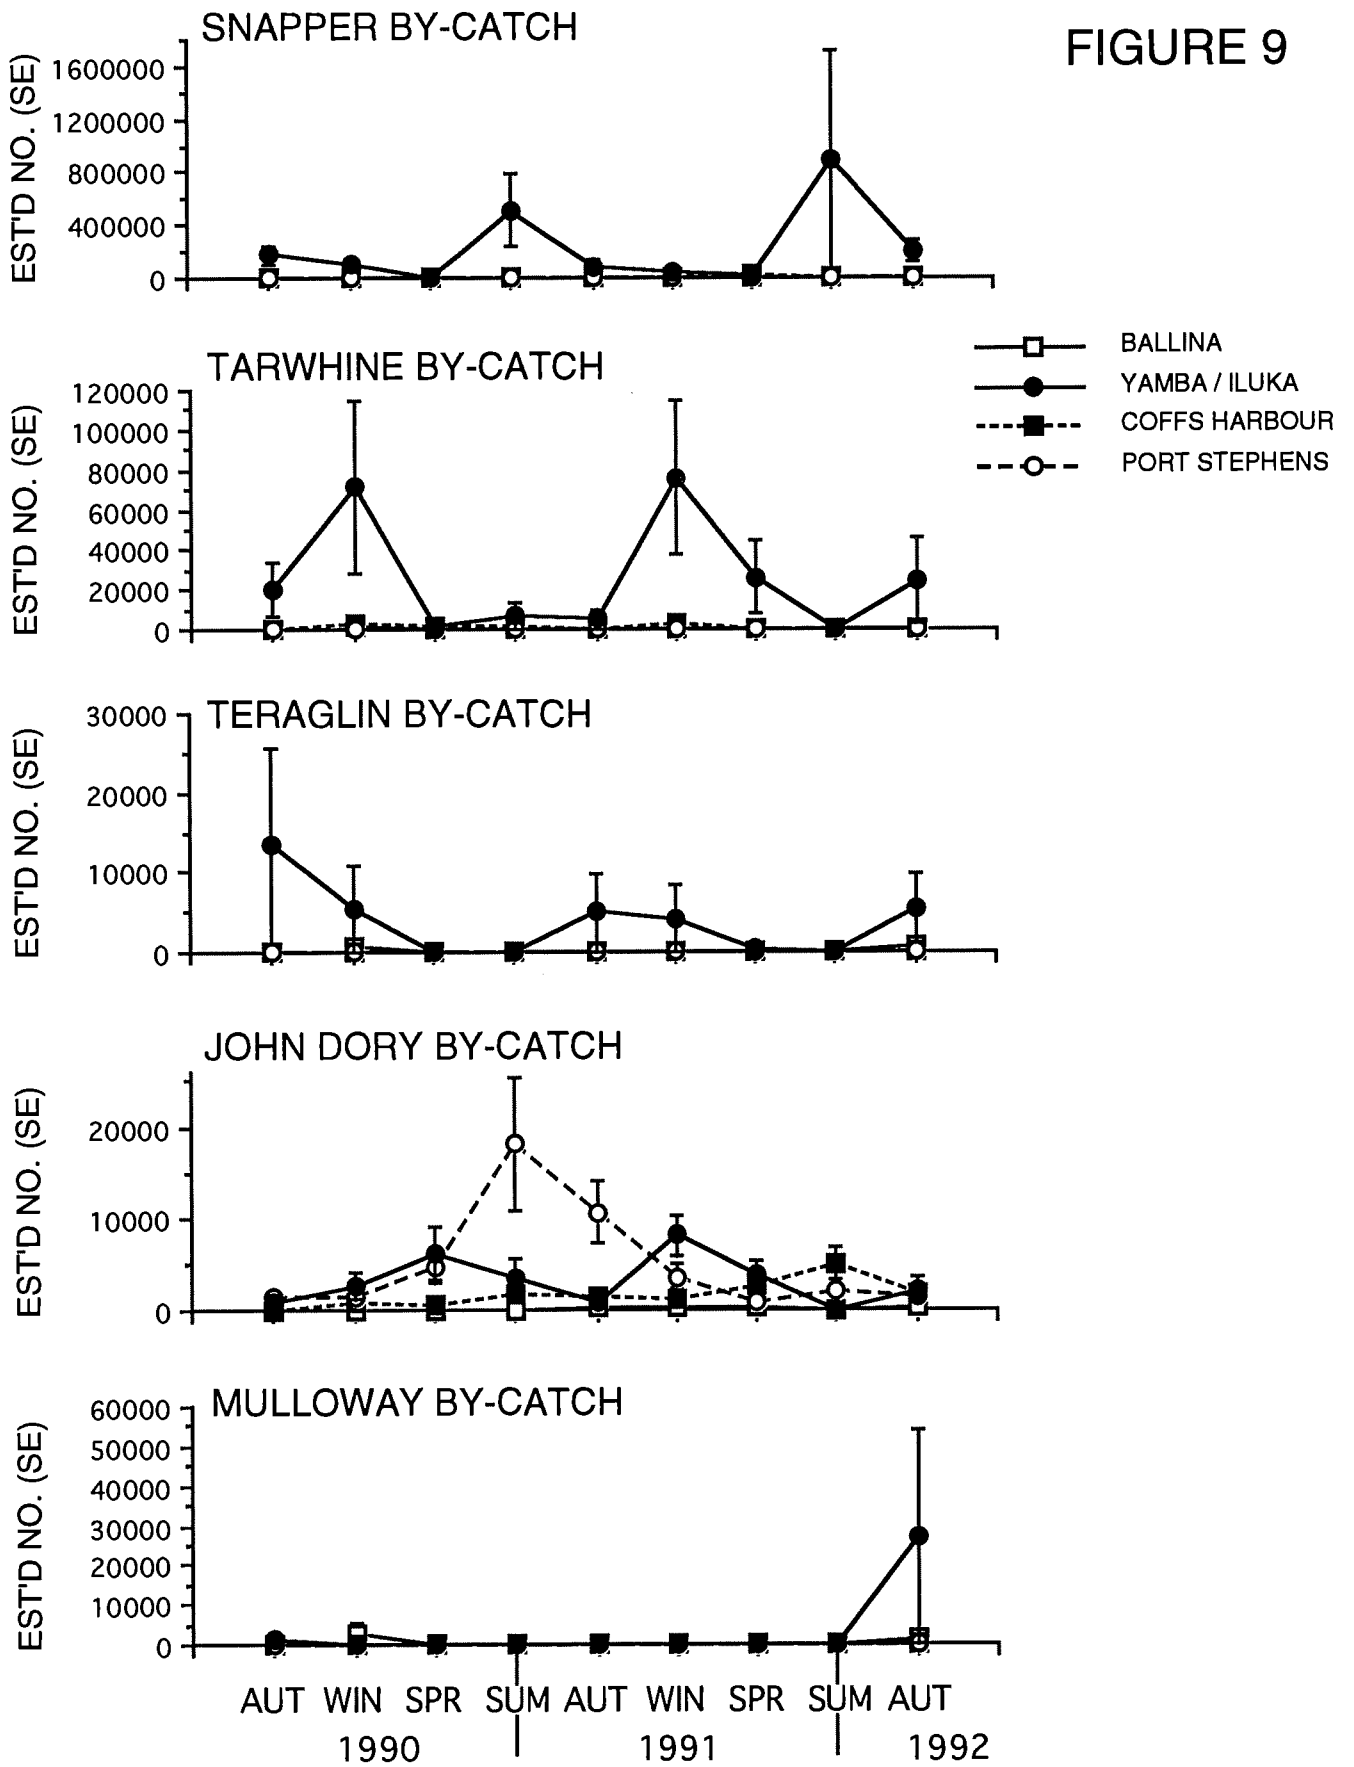 SNAPPER BY-CATCH
FIGURE 9
EST'D NO. (SE)
1600000
1200000
800000
400000
0
BALLINA
YAMBA / ILUKA
COFFS HARBOUR
PORT STEPHENS
TARWHINE BY-CATCH
EST'D NO. (SE)
120000
100000
80000
60000
40000
20000
0
TERAGLIN BY-CATCH
EST'D NO. (SE)
30000
20000
10000
0
JOHN DORY BY-CATCH
EST'D NO. (SE)
20000
10000
0
MULLOWAY BY-CATCH
EST'D NO. (SE)
60000
50000
40000
30000
20000
10000
0
AUT WIN SPR SUM AUT WIN SPR SUM AUT
1990 1991 1992